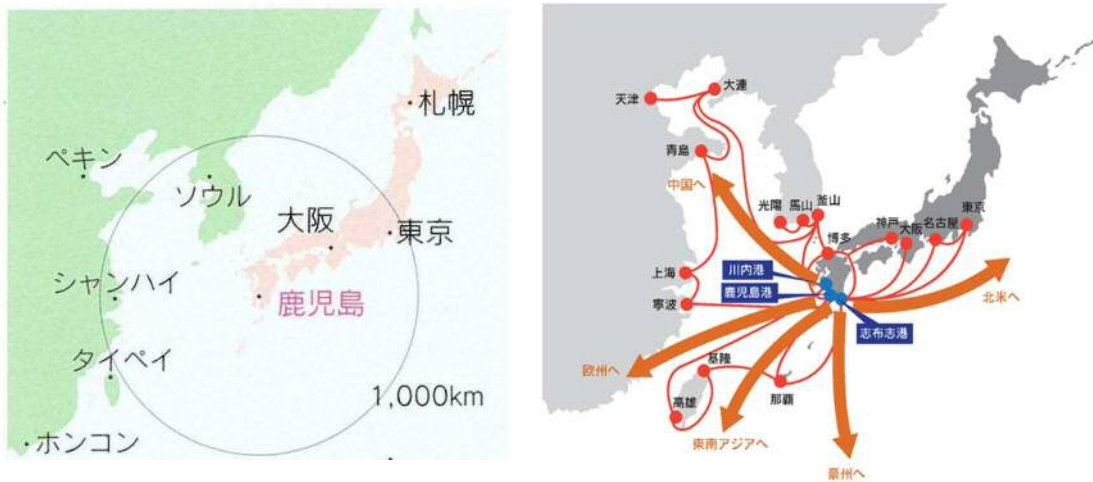 札幌
ペキン
ソウル
大阪
東京
シャンハイ
鹿児島
タイペイ
1,000km
ホンコン
天津
大連
青島
中国へ
光陽
馬山
釜山
博多
神戸
大阪
名古屋
東京
上海
川内港
寧波
鹿児島港
北米へ
志布志港
欧州へ
基隆
那覇
高雄
東南アジアへ
豪州へ